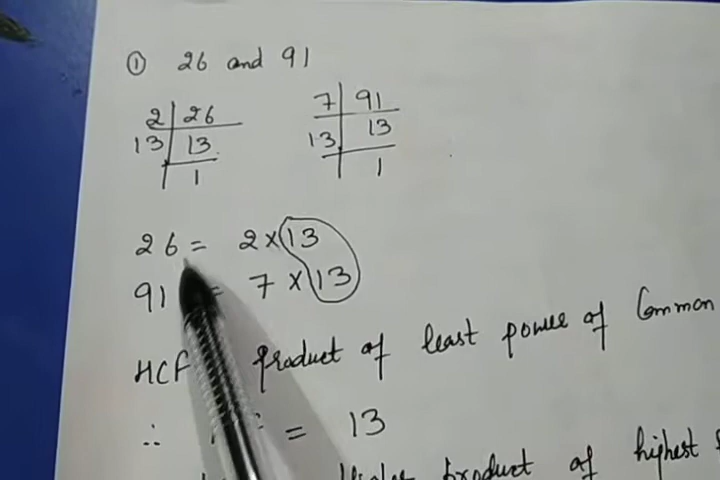 ① 26 and 91
2 | 26
13 | 13
1
7 | 91
13 | 13
1
26 = 2 × 13
91 = 7 × 13
HCF product of least power of Common
∴ = 13
product of highest